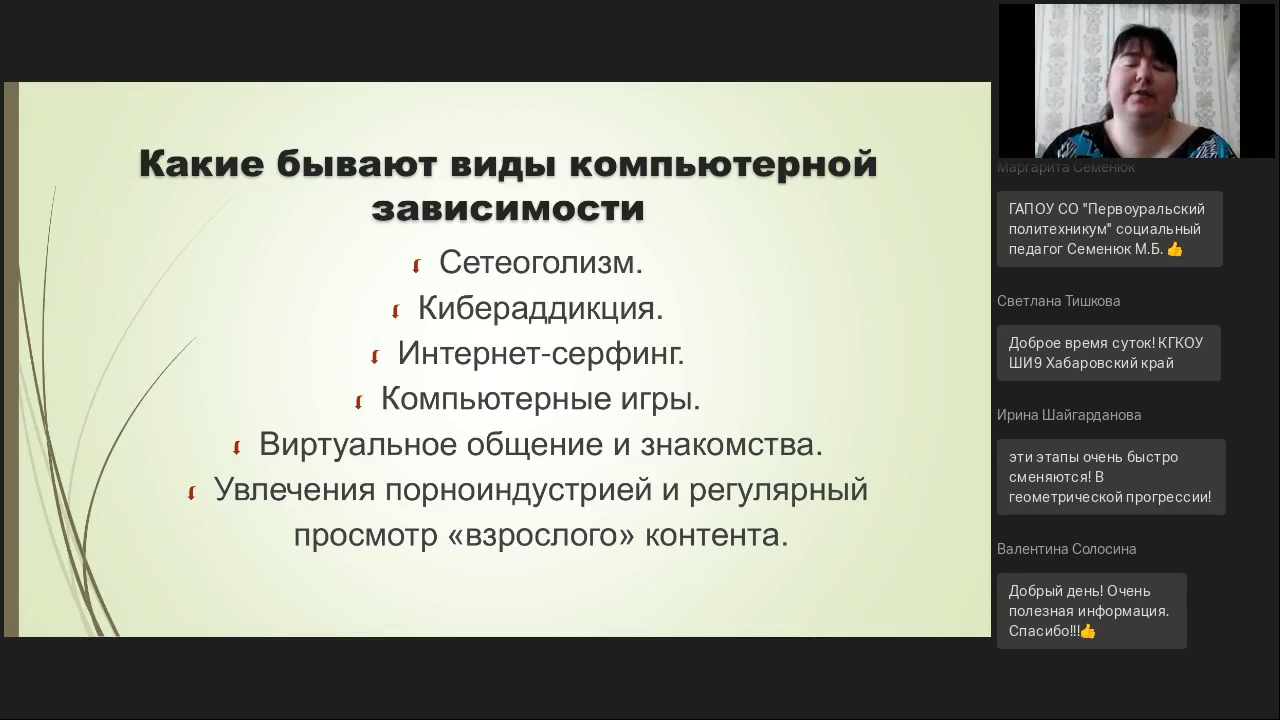 Какие бывают виды компьютерной
зависимости
Сетеоголизм.
Кибераддикция.
Интернет-серфинг.
Компьютерные игры.
Виртуальное общение и знакомства.
Увлечения порноиндустрией и регулярный
просмотр «взрослого» контента.
Маргарита Семенюк
ГАПОУ СО "Первоуральский
политехникум" социальный
педагог Семенюк М.Б. 👍
Светлана Тишкова
Доброе время суток! КГКОУ
ШИ9 Хабаровский край
Ирина Шайгарданова
эти этапы очень быстро
сменяются! В
геометрической прогрессии!
Валентина Солосина
Добрый день! Очень
полезная информация.
Спасибо!!!👍